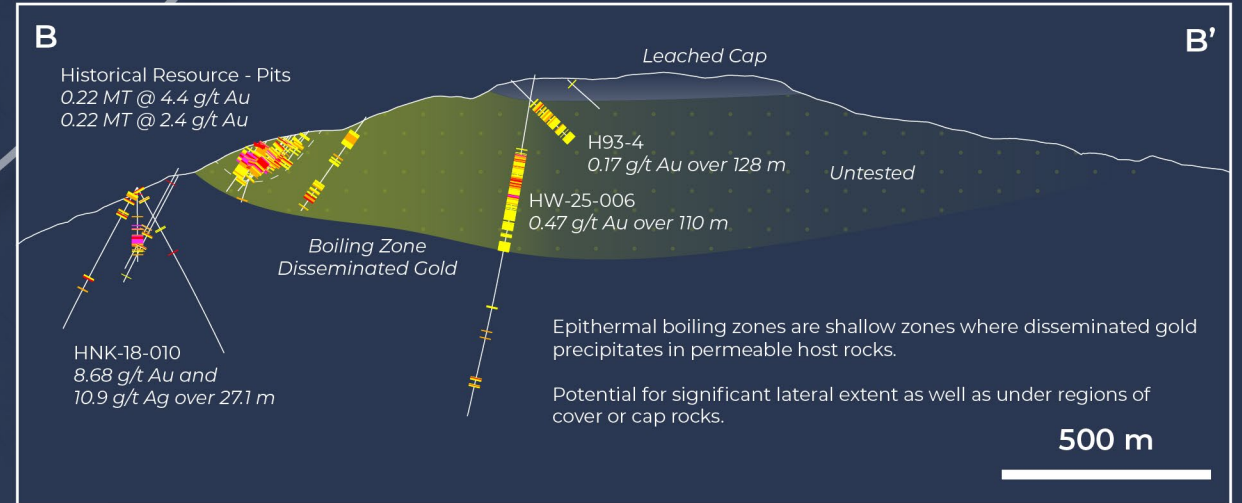 B
B'
Leached Cap
Historical Resource - Pits
0.22 MT @ 4.4 g/t Au
0.22 MT @ 2.4 g/t Au
H93-4
0.17 g/t Au over 128 m
Untested
HW-25-006
0.47 g/t Au over 110 m
Boiling Zone
Disseminated Gold
HNK-18-010
8.68 g/t Au and
10.9 g/t Ag over 27.1 m
Epithermal boiling zones are shallow zones where disseminated gold
precipitates in permeable host rocks.
Potential for significant lateral extent as well as under regions of
cover or cap rocks.
500 m